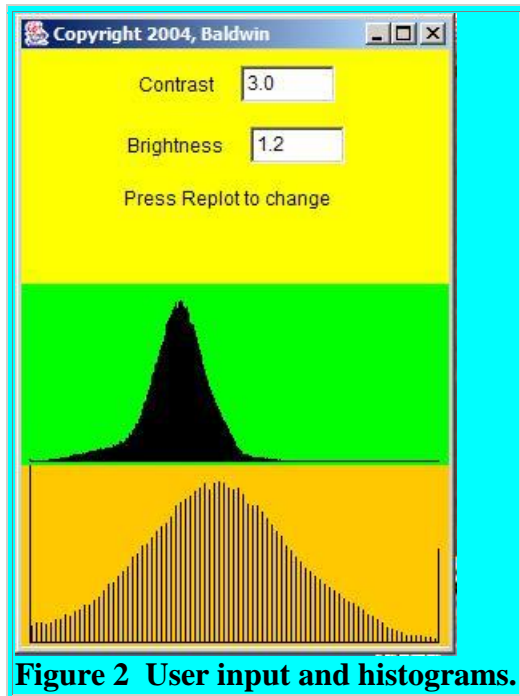 Copyright 2004, Baldwin
Contrast 3.0
Brightness 1.2
Press Replot to change
Figure 2 User input and histograms.